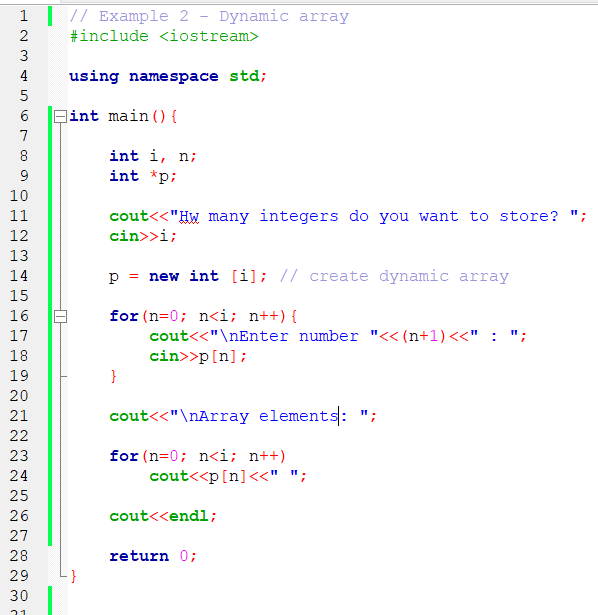 1 // Example 2 - Dynamic array
2 #include <iostream>
3
4 using namespace std;
5
6 int main(){
7
8 int i, n;
9 int *p;
10
11 cout<<"Hw many integers do you want to store? ";
12 cin>>i;
13
14 p = new int [i]; // create dynamic array
15
16 for(n=0; n<i; n++){
17 cout<<"\nEnter number "<<(n+1)<<" : ";
18 cin>>p[n];
19 }
20
21 cout<<"\nArray elements: ";
22
23 for(n=0; n<i; n++)
24 cout<<p[n]<<" ";
25
26 cout<<endl;
27
28 return 0;
29 }
30